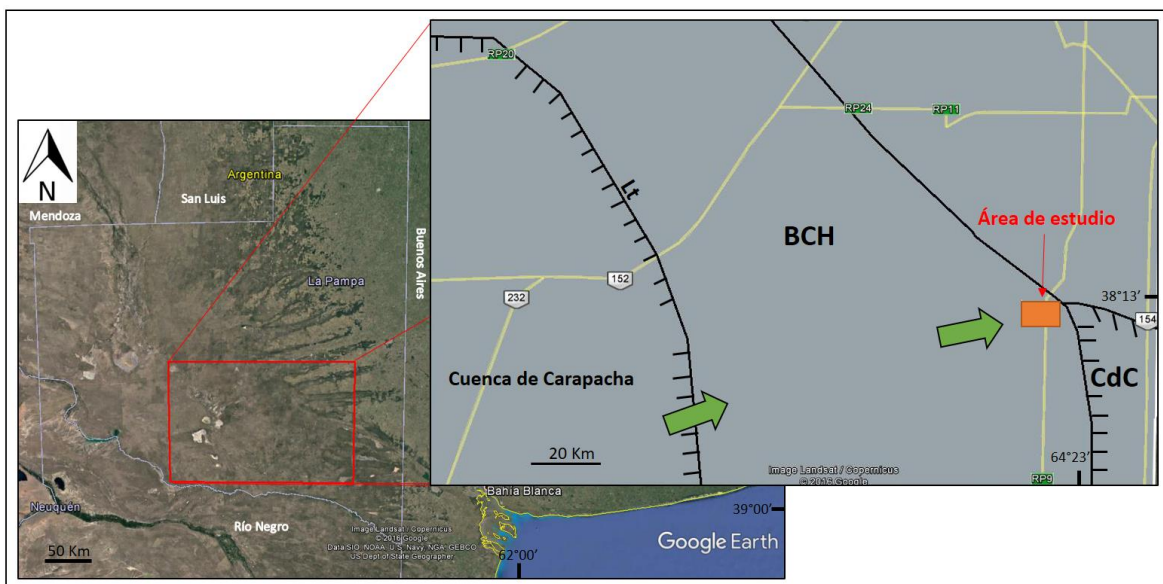 N
Mendoza
San Luis
Argentina
La Pampa
Buenos Aires
Neuquén
Río Negro
Bahía Blanca
50 Km
Image Landsat / Copernicus
© 2016 Google
Data SIO, NOAA, U.S. Navy, NGA, GEBCO
US Dept of State Geographer
62°00’
39°00’
Google Earth
RP20
Lt
RP24
RP11
BCH
Área de estudio
152
232
38°13’
154
Cuenca de Carapacha
CdC
64°23’
20 Km
Image Landsat / Copernicus
© 2016 Google
RP9